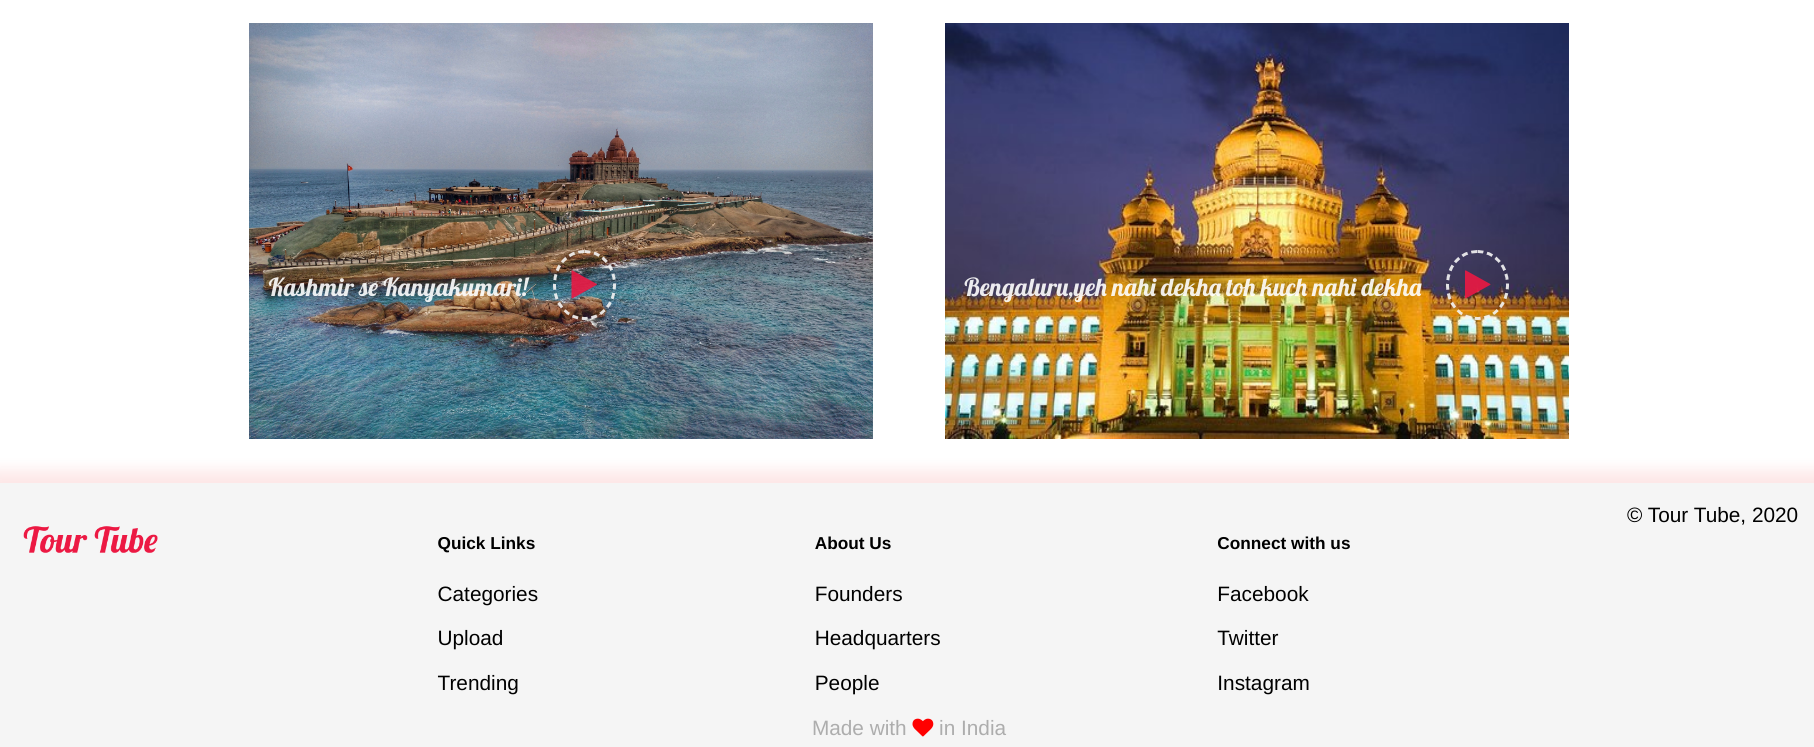 Kashmir se Kanyakumari!
Bengaluru,yeh nahi dekha toh kuch nahi dekha
© Tour Tube, 2020
Tour Tube
Quick Links
Categories
Upload
Trending
About Us
Founders
Headquarters
People
Connect with us
Facebook
Twitter
Instagram
Made with ❤ in India